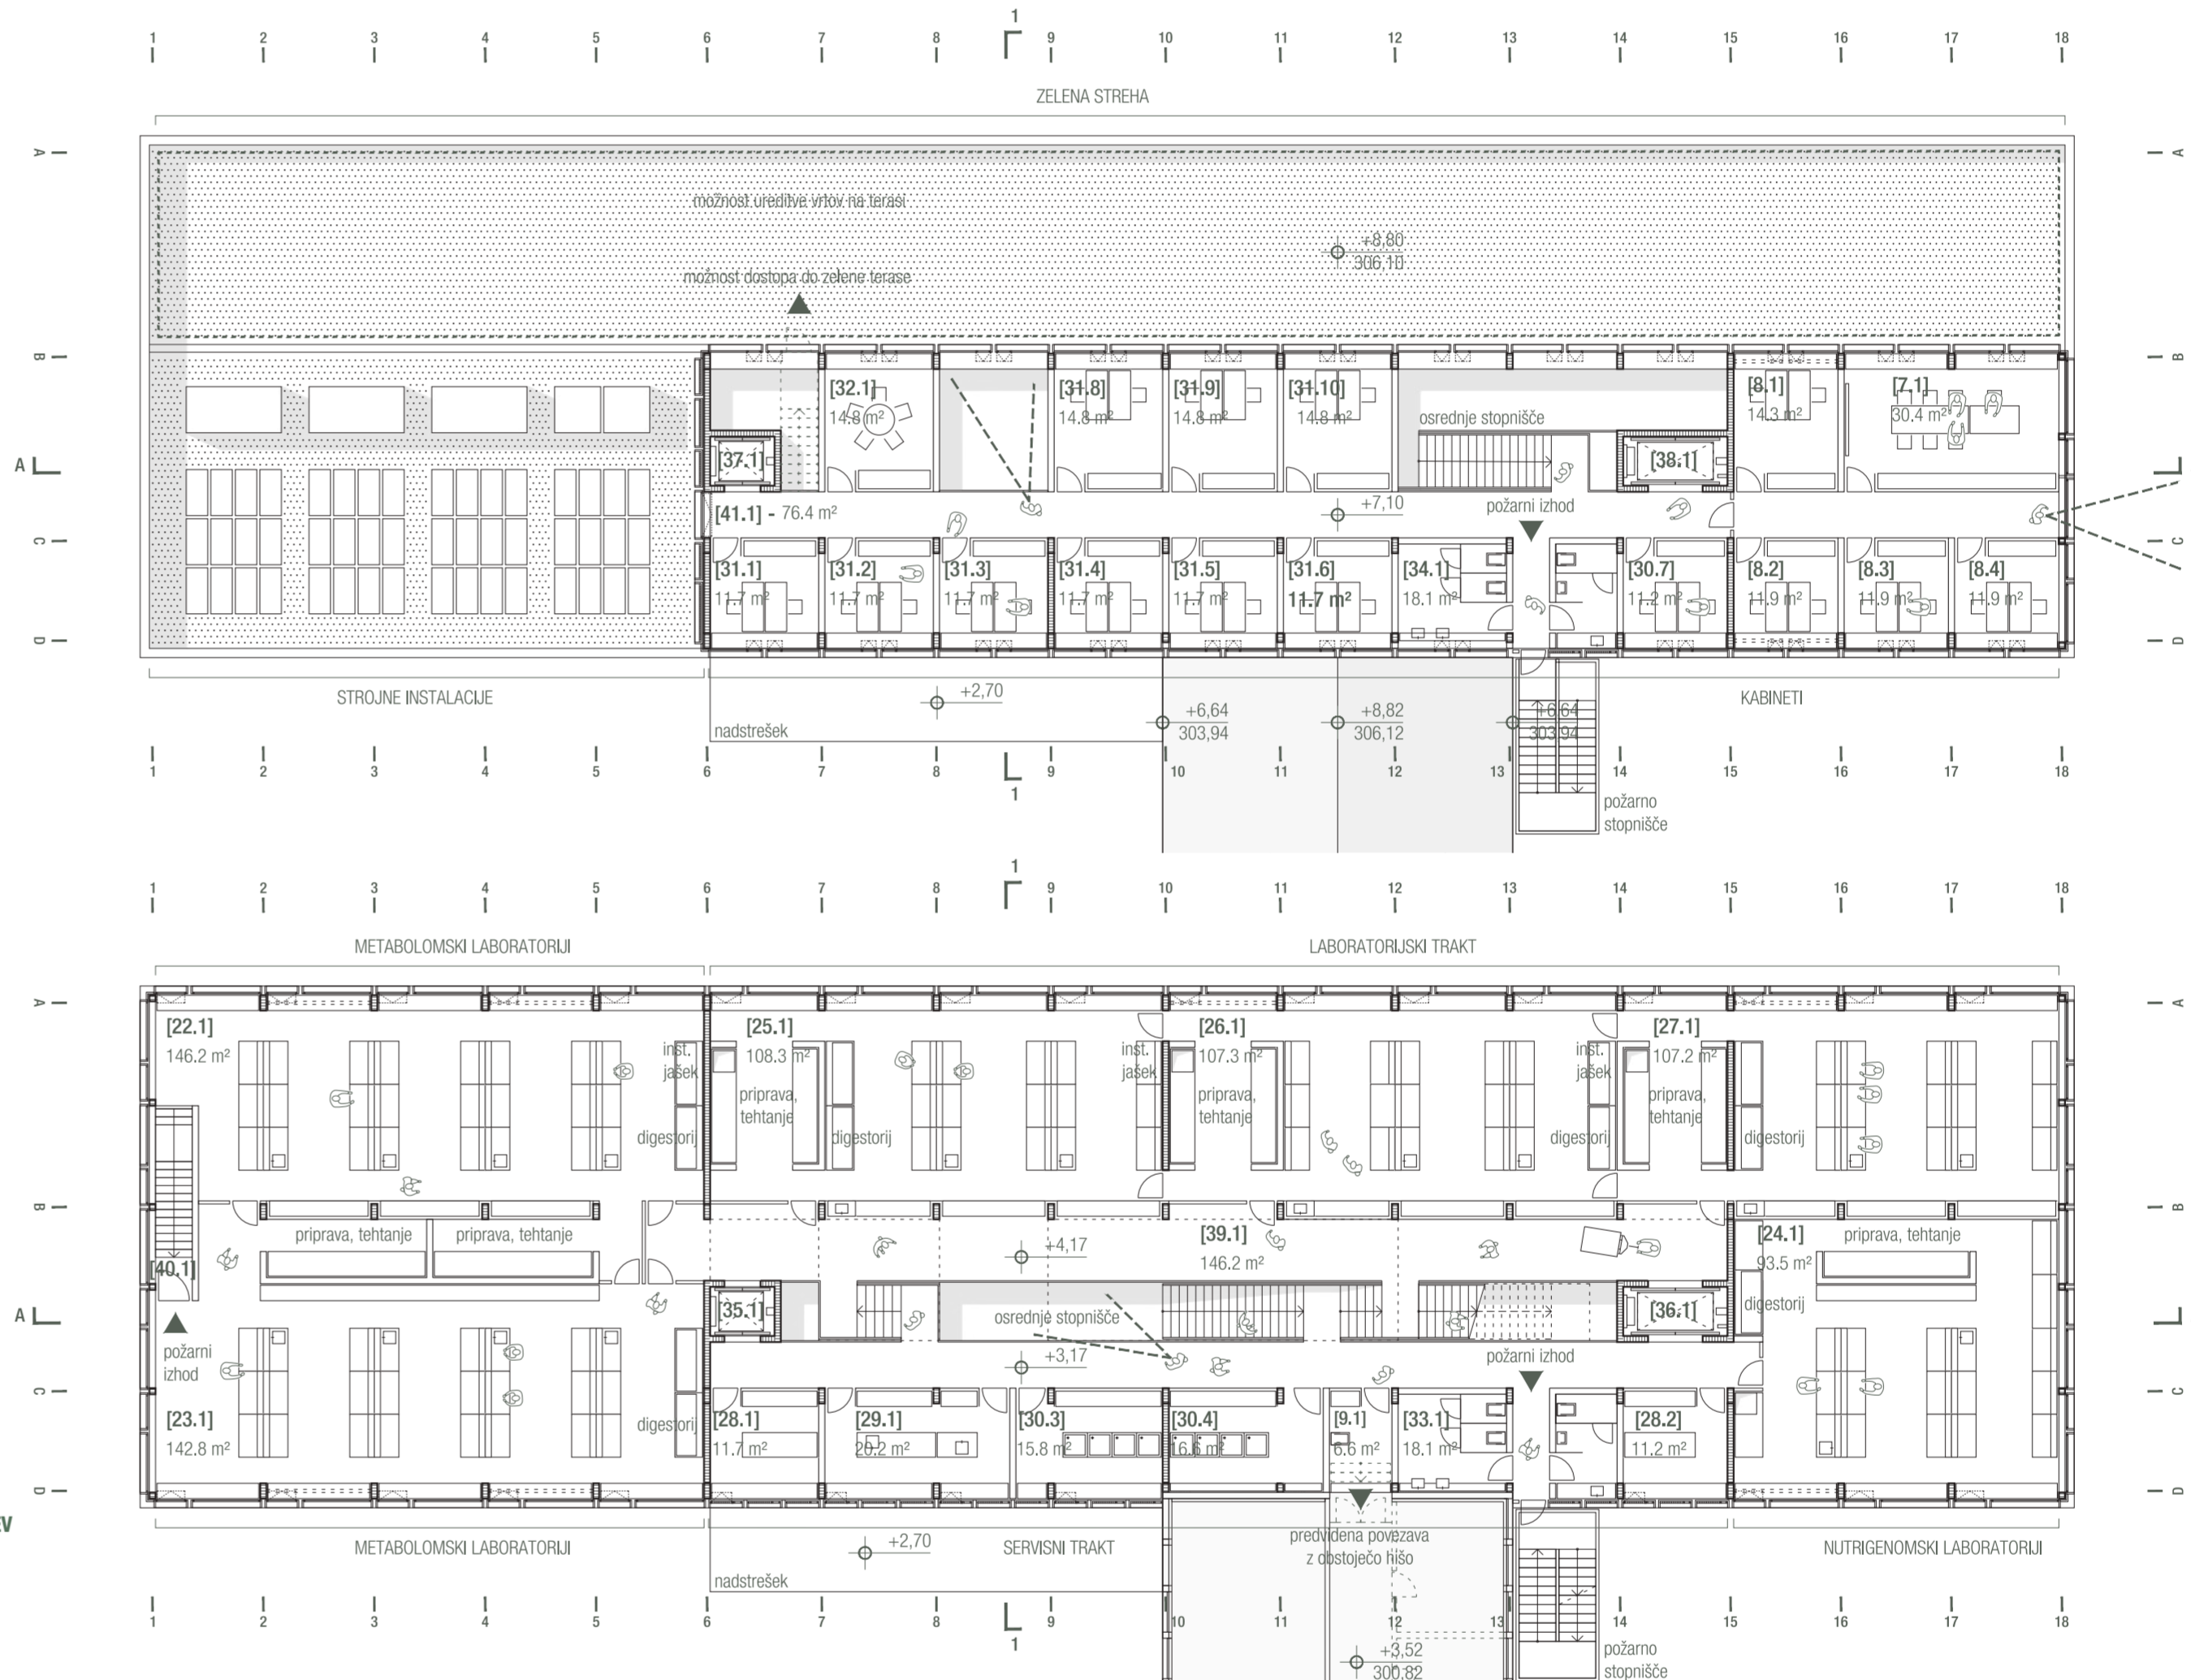 1
1 2 3 4 5 6 7 8 9 10 11 12 13 14 15 16 17 18
ZELENA STREHA
A A
možnost ureditve vrtov na terasi
+8,80
306,10
možnost dostopa do zelene terase
B B
[32.1] [31.8] [31.9] [31.10] [8.1] [7.1]
14.8 m² 14.8 m² 14.8 m² 14.8 m² osrednje stopnišče 14.3 m² 30.4 m²
A [37.1] [38.1]
[41.1] - 76.4 m² +7,10 požarni izhod
C C
[31.1] [31.2] [31.3] [31.4] [31.5] [31.6] [34.1] [30.7] [8.2] [8.3] [8.4]
11.7 m² 11.7 m² 11.7 m² 11.7 m² 11.7 m² 11.7 m² 18.1 m² 11.2 m² 11.9 m² 11.9 m² 11.9 m²
D D
STROJNE INSTALACIJE +2,70 KABINETI
+6,64 +8,82 +6,64
303,94 306,12 303,94
nadstrešek
1 2 3 4 5 6 7 8 9 10 11 12 13 14 15 16 17 18
1
požarno
stopnišče
1
1 2 3 4 5 6 7 8 9 10 11 12 13 14 15 16 17 18
METABOLOMSKI LABORATORIJI LABORATORIJSKI TRAKT
A A
[22.1] [25.1] [26.1] [27.1]
146.2 m² 108.3 m² 107.3 m² 107.2 m²
inst. inst. inst.
jašek jašek jašek
priprava, priprava, priprava,
tehtanje tehtanje tehtanje
digestorij digestorij digestorij digestorij
B B
priprava, tehtanje priprava, tehtanje [39.1] [24.1] priprava, tehtanje
+4,17 146.2 m² 93.5 m²
[40.1]
A [35.1] osrednje stopnišče [36.1] digestorij
požarni
izhod
+3,17 požarni izhod
C C
[23.1] digestorij [28.1] [29.1] [30.3] [30.4] [9.1] [33.1] [28.2]
142.8 m² 11.7 m² 20.2 m² 15.8 m² 16.6 m² 6.6 m² 18.1 m² 11.2 m²
D D
EV
METABOLOMSKI LABORATORIJI +2,70 SERVISNI TRAKT NUTRIGENOMSKI LABORATORIJI
predvidena povezava
z obstoječo hišo
nadstrešek
1 2 3 4 5 6 7 8 9 10 11 12 13 14 15 16 17 18
1
+3,52
300,82
požarno
stopnišče